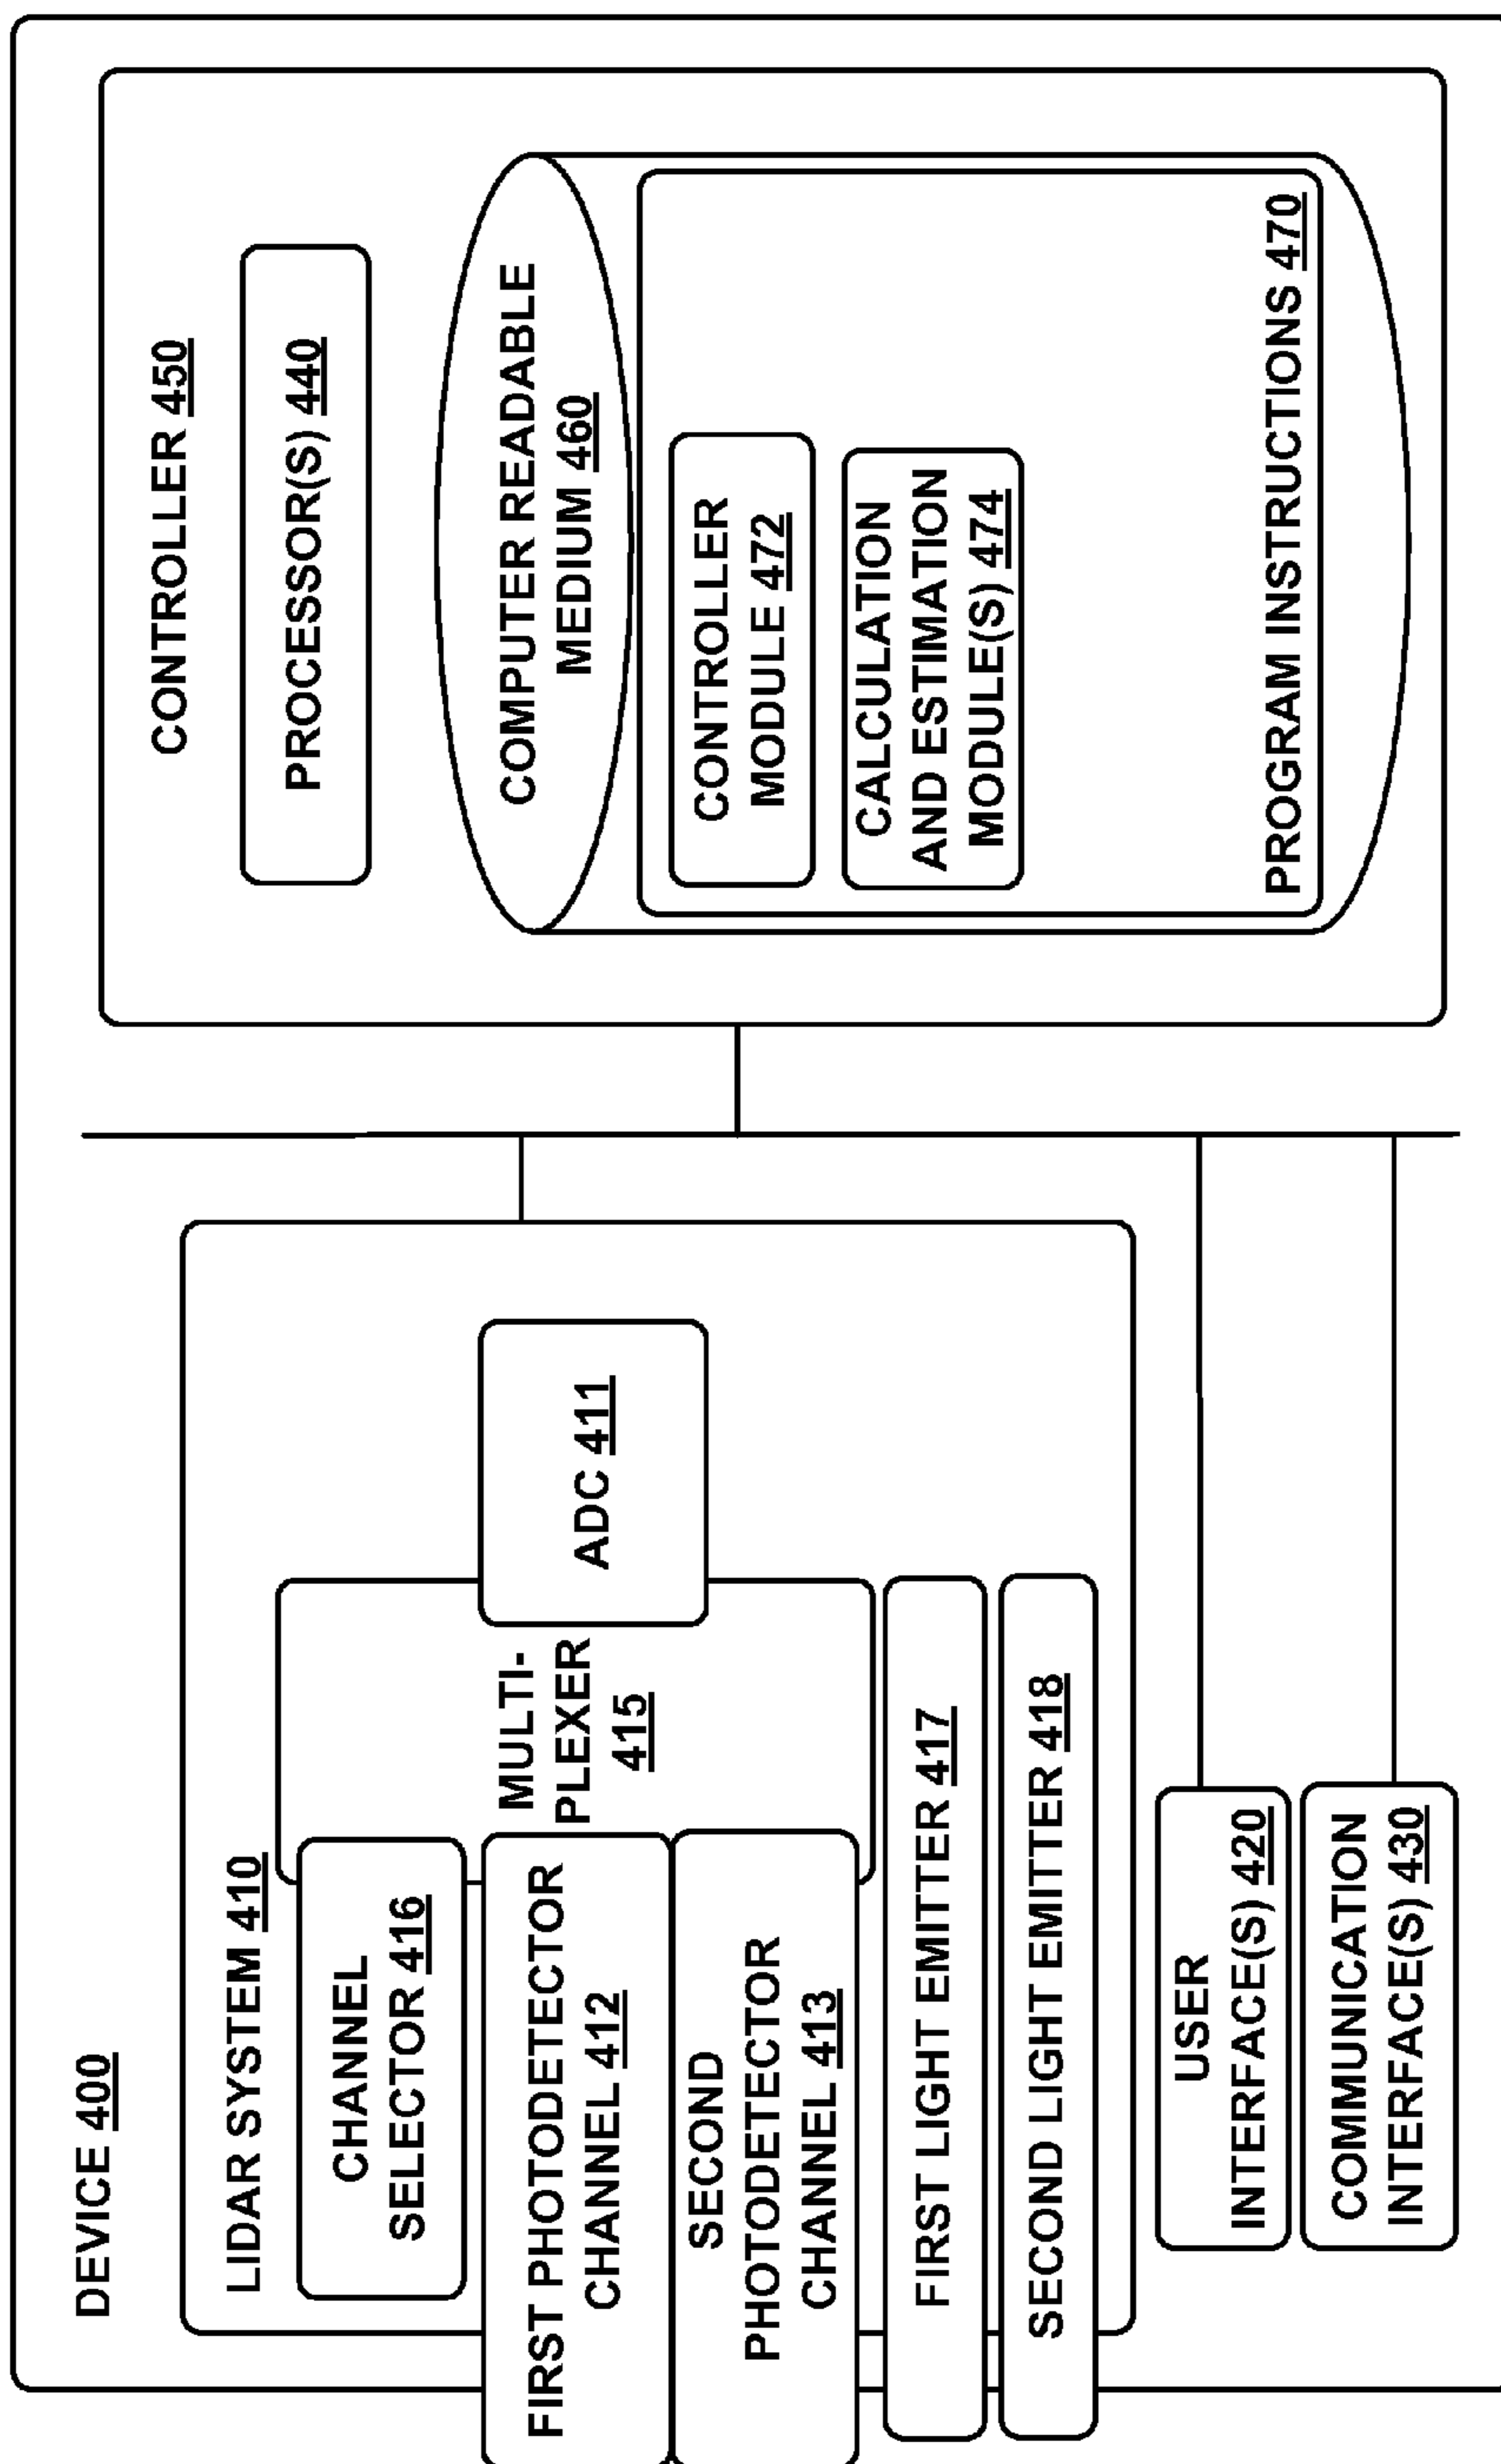 DEVICE 400
LIDAR SYSTEM 410
CHANNEL
SELECTOR 416
FIRST PHOTODETECTOR
CHANNEL 412
SECOND
PHOTODETECTOR
CHANNEL 413
MULTI-
PLEXER
415
ADC 411
FIRST LIGHT EMITTER 417
SECOND LIGHT EMITTER 418
USER
INTERFACE(S) 420
COMMUNICATION
INTERFACE(S) 430
CONTROLLER 450
PROCESSOR(S) 440
COMPUTER READABLE
MEDIUM 460
CONTROLLER
MODULE 472
CALCULATION
AND ESTIMATION
MODULE(S) 474
PROGRAM INSTRUCTIONS 470